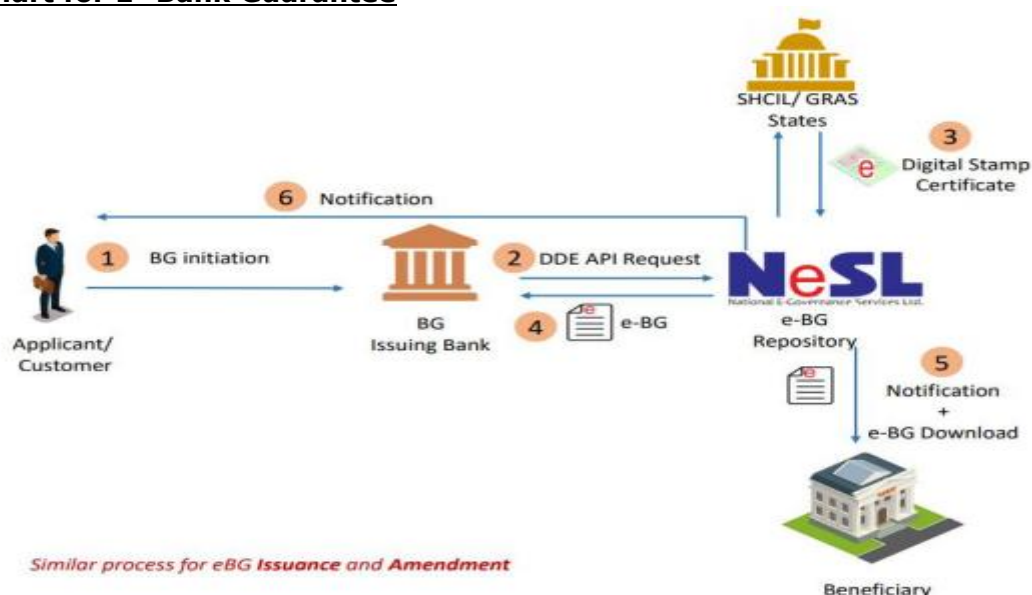 SHCIL/ GRAS
States
3
Digital Stamp
Certificate
e
6 Notification
1 BG initiation
2 DDE API Request
NeSL
National E-Governance Services Ltd.
4 e e-BG
BG
Issuing Bank
e-BG
Repository
Applicant/
Customer
e
5
Notification
+
e-BG Download
Similar process for eBG Issuance and Amendment
Beneficiary